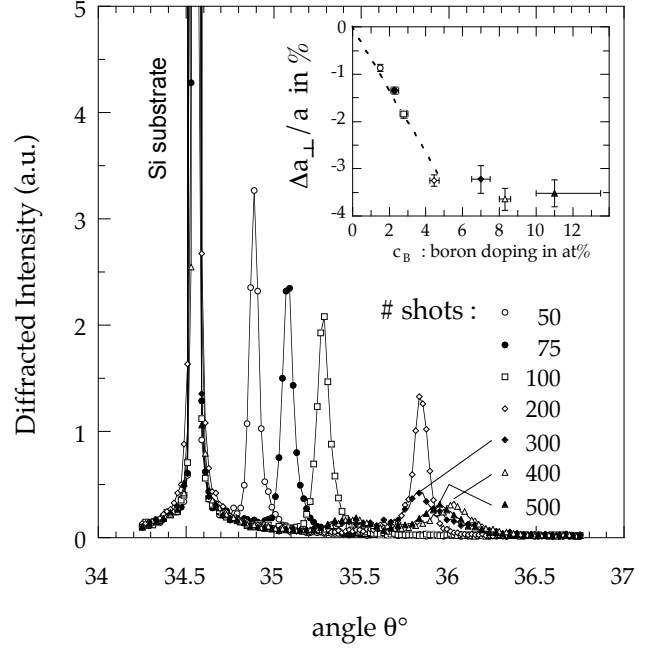 5
4
3
2
1
0
Diffracted Intensity (a.u.)
Si substrate
0
-1
-2
-3
-4
Δa⊥/a in %
0 2 4 6 8 10 12
c_B : boron doping in at%
# shots :
50
75
100
200
300
400
500
34 34.5 35 35.5 36 36.5 37
angle θ°